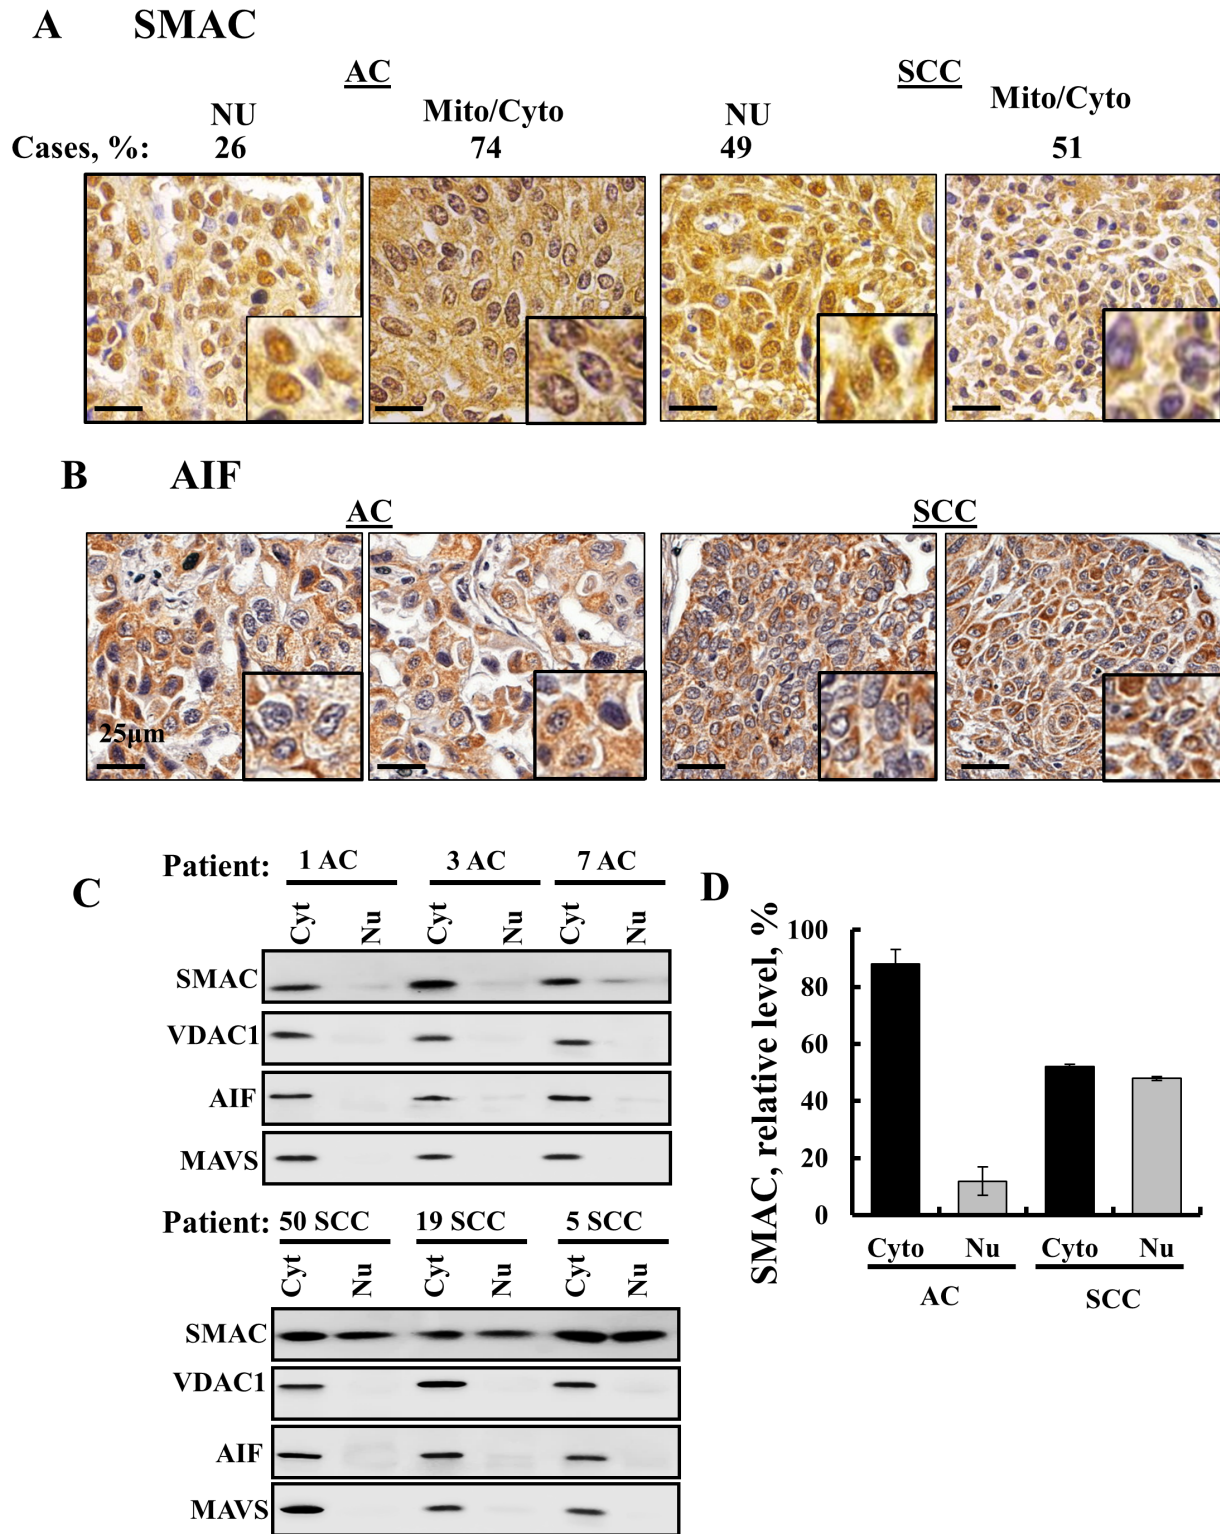 A SMAC
AC SCC
NU Mito/Cyto NU Mito/Cyto
Cases, %: 26 74 49 51
B AIF
AC SCC
25μm
C
Patient: 1 AC 3 AC 7 AC
Cyt Nu Cyt Nu Cyt Nu
SMAC
VDAC1
AIF
MAVS
Patient: 50 SCC 19 SCC 5 SCC
Cyt Nu Cyt Nu Cyt Nu
SMAC
VDAC1
AIF
MAVS
D
SMAC, relative level, %
100
80
60
40
20
0
Cyto Nu Cyto Nu
AC SCC